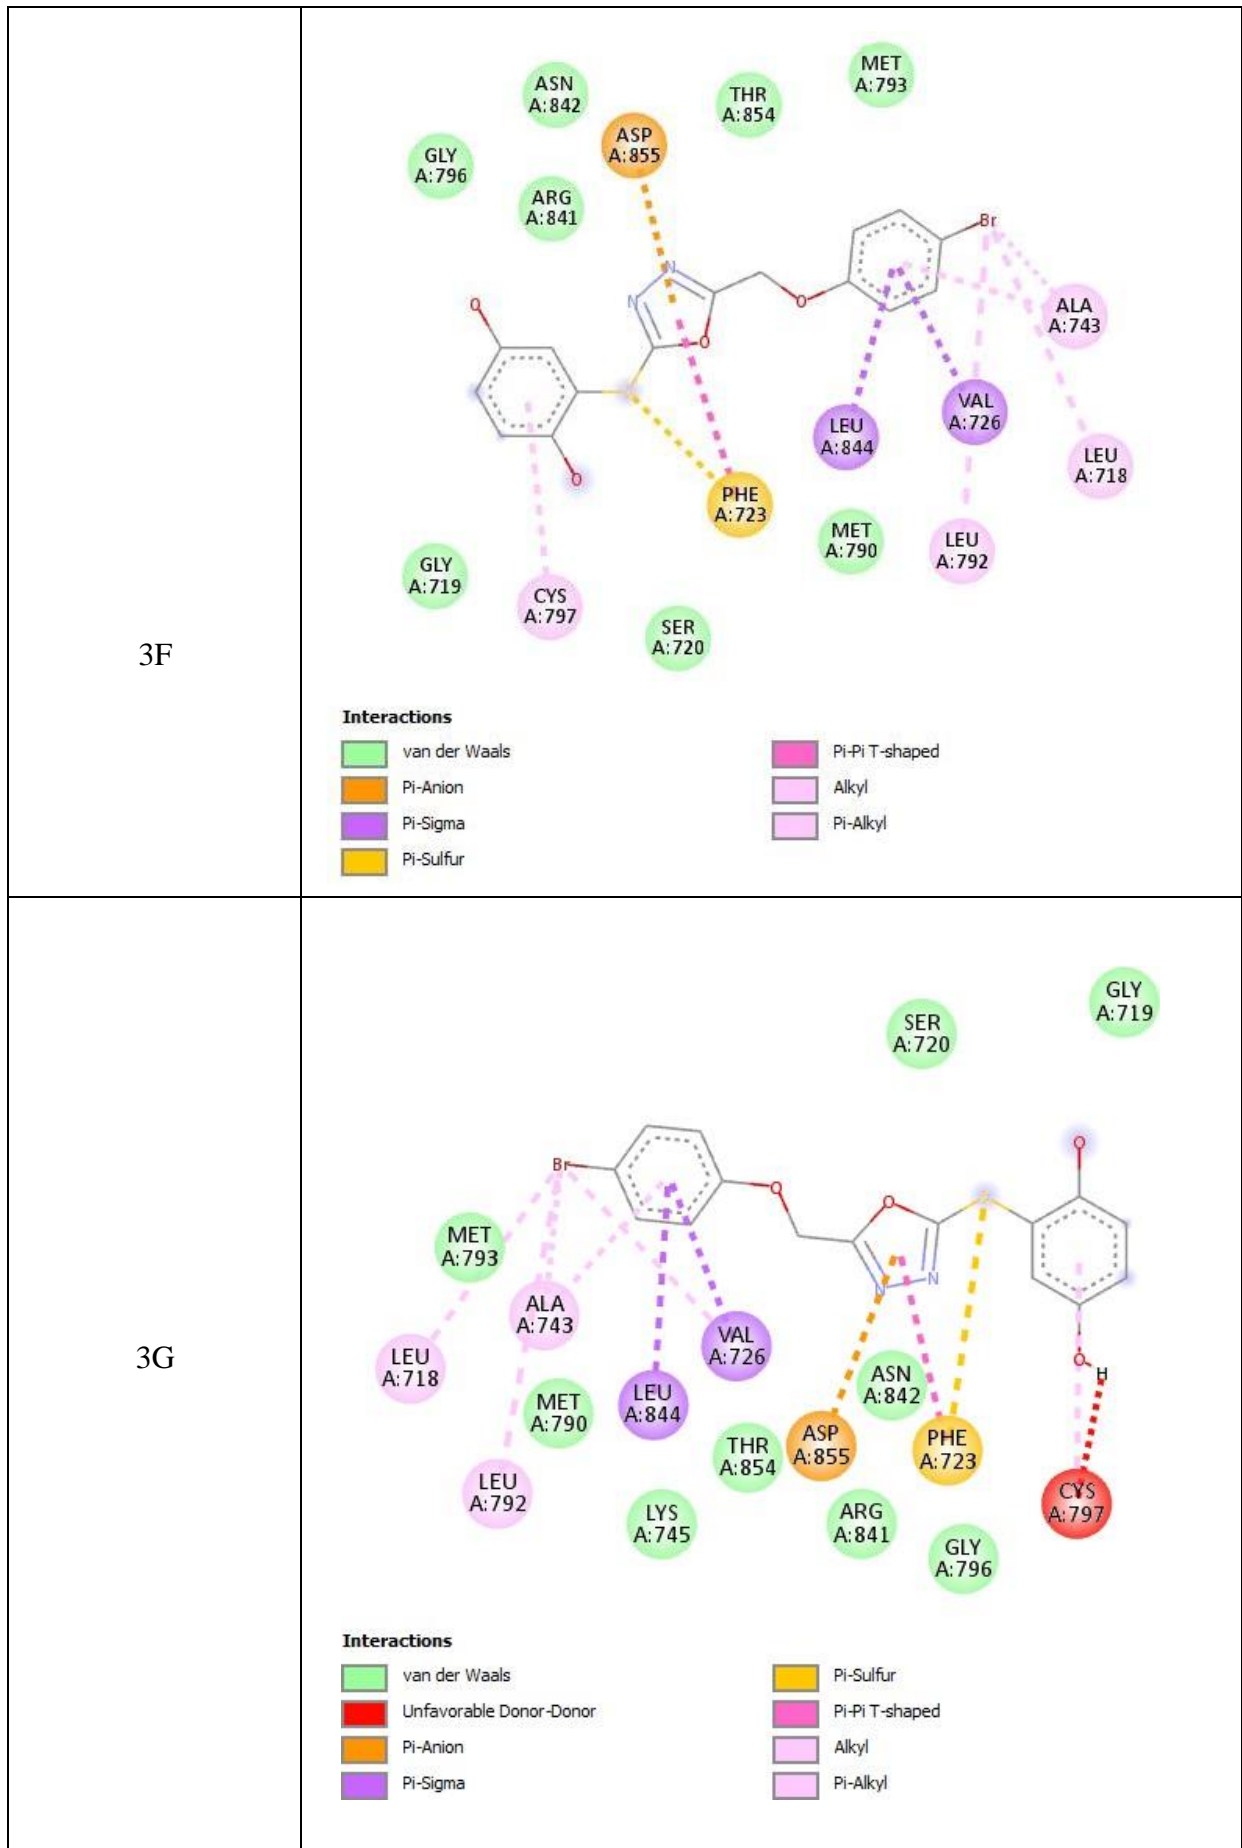 3F
MET
A:793
ASN
A:842
THR
A:854
ASP
A:855
GLY
A:796
ARG
A:841
Br
N
N
O
O
O
ALA
A:743
S
VAL
A:726
LEU
A:844
LEU
A:718
O
PHE
A:723
MET
A:790
LEU
A:792
GLY
A:719
CYS
A:797
SER
A:720
Interactions
van der Waals
Pi-Anion
Pi-Sigma
Pi-Sulfur
Pi-Pi T-shaped
Alkyl
Pi-Alkyl
3G
GLY
A:719
SER
A:720
O
Br
O
O
S
MET
A:793
N
N
ALA
A:743
VAL
A:726
LEU
A:718
O
H
ASN
A:842
MET
A:790
LEU
A:844
ASP
A:855
PHE
A:723
THR
A:854
LEU
A:792
CYS
A:797
LYS
A:745
ARG
A:841
GLY
A:796
Interactions
van der Waals
Unfavorable Donor-Donor
Pi-Anion
Pi-Sigma
Pi-Sulfur
Pi-Pi T-shaped
Alkyl
Pi-Alkyl